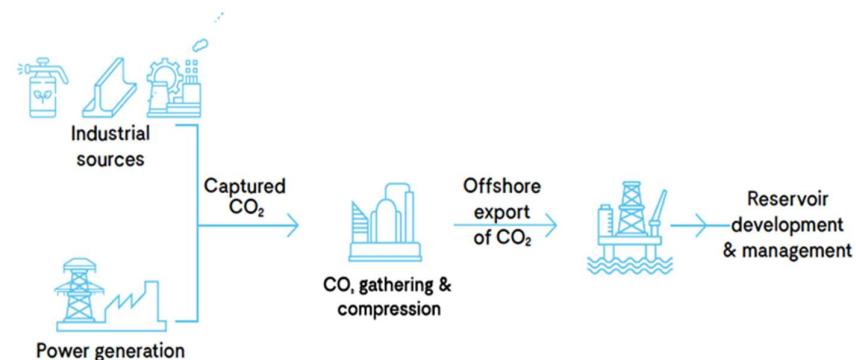 Industrial
sources
Captured
CO₂
Offshore
export
of CO₂
Reservoir
development
& management
CO, gathering &
compression
Power generation